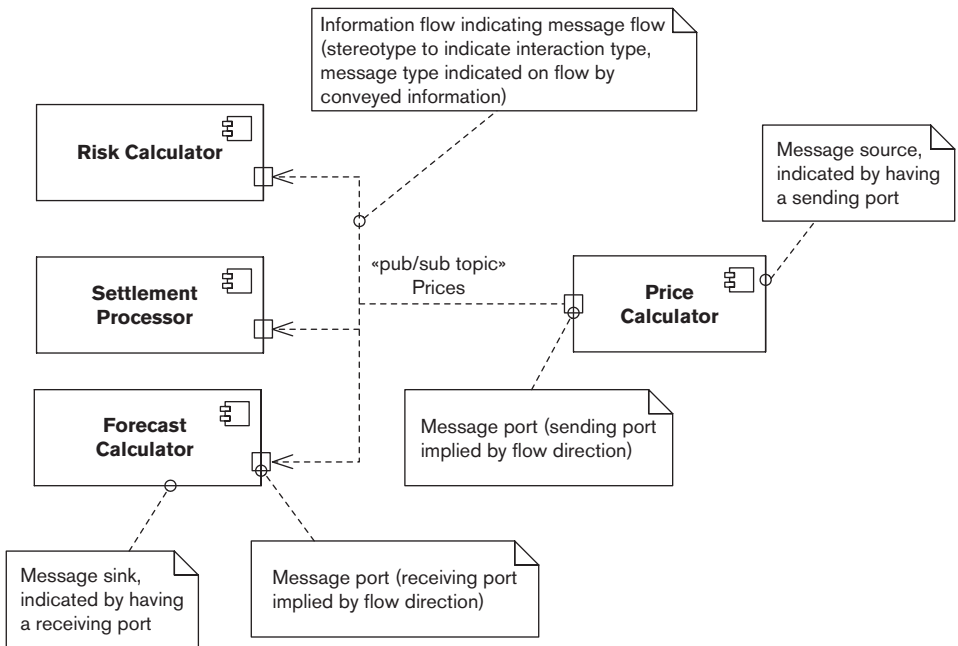 Information flow indicating message flow
(stereotype to indicate interaction type,
message type indicated on flow by
conveyed information)
Risk Calculator
Message source,
indicated by having
a sending port
«pub/sub topic»
Prices
Settlement
Processor
Price
Calculator
Forecast
Calculator
Message port (sending port
implied by flow direction)
Message sink,
indicated by having
a receiving port
Message port (receiving port
implied by flow direction)